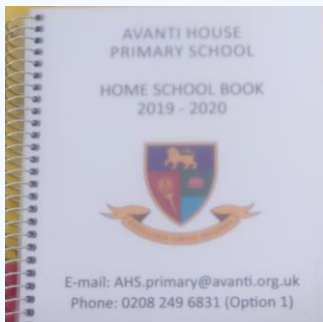 AVANTI HOUSE
PRIMARY SCHOOL
HOME SCHOOL BOOK
2019 - 2020
E-mail: AHS.primary@avanti.org.uk
Phone: 0208 249 6831 (Option 1)